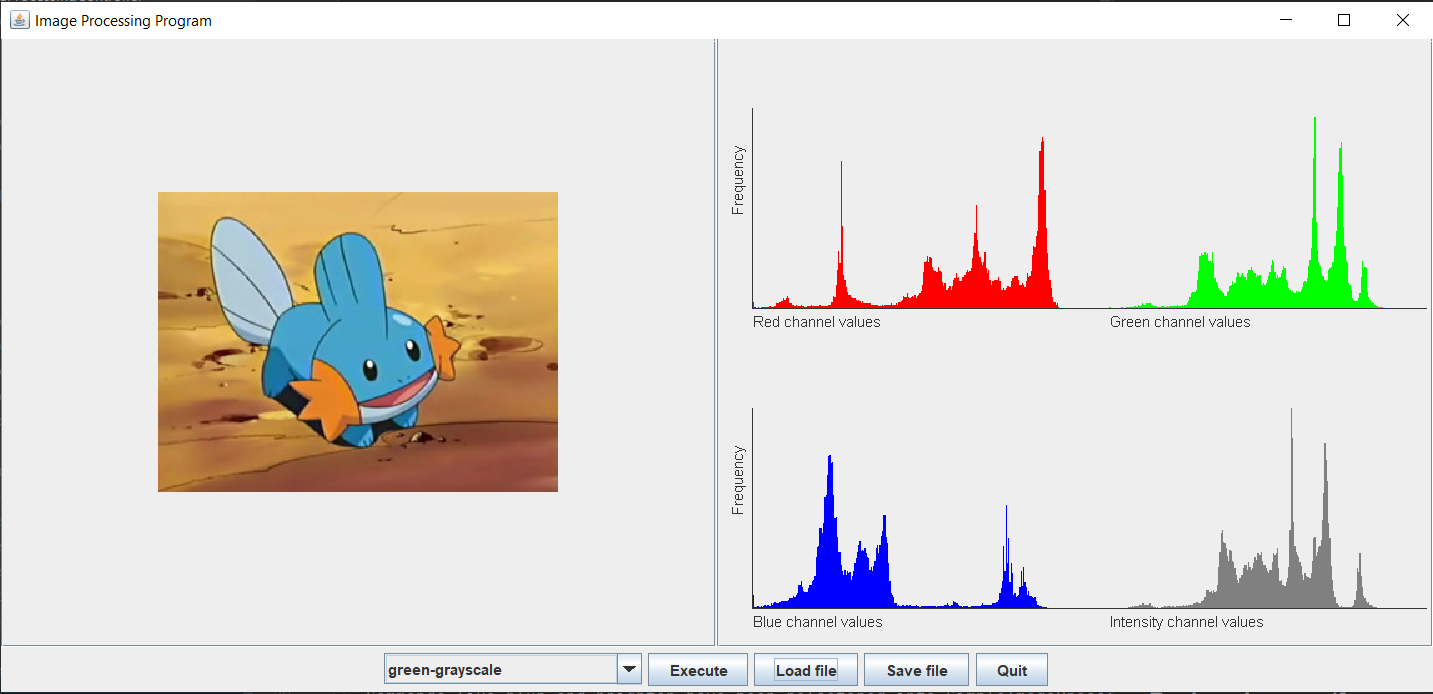 Image Processing Program
Frequency
Red channel values
Green channel values
Frequency
Blue channel values
Intensity channel values
green-grayscale
Execute
Load file
Save file
Quit